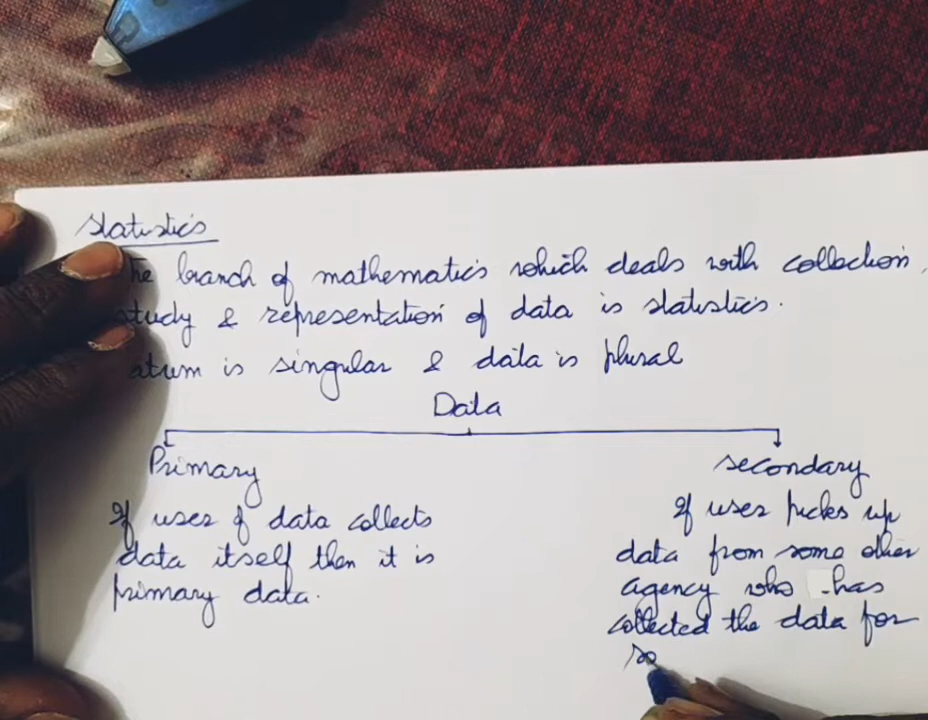 Statistics
The branch of mathematics which deals with collection,
study & representation of data is statistics.
atum is singular & data is plural
Data
Primary
If user of data collects
data itself then it is
primary data.
secondary
If user picks up
data from some other
agency who has
collected the data for
so